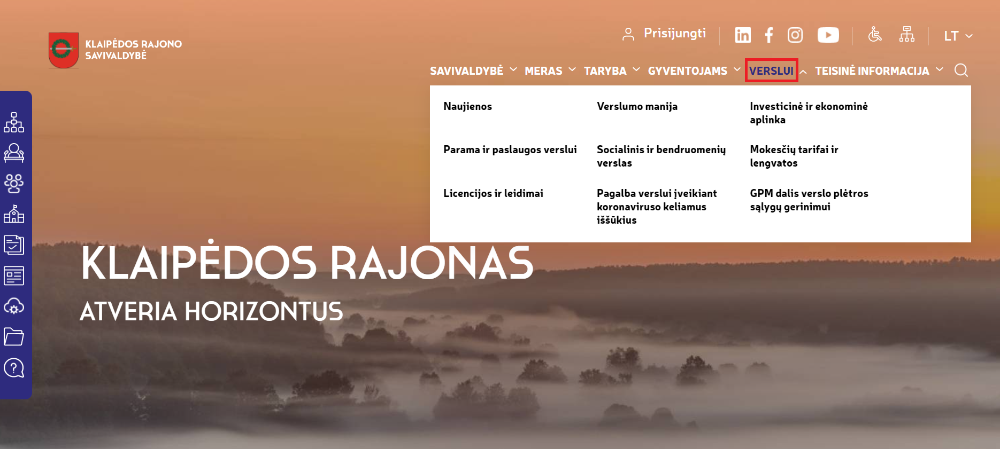 Prisijungti
LT
KLAIPĖDOS RAJONO
SAVIVALDYBĖ
SAVIVALDYBĖ MERAS TARYBA GYVENTOJAMS VERSLUI TEISINĖ INFORMACIJA
Naujienos
Verslumo manija
Investicinė ir ekonominė
aplinka
Parama ir paslaugos verslui
Socialinis ir bendruomenių
verslas
Mokesčių tarifai ir
lengvatos
Licencijos ir leidimai
Pagalba verslui įveikiant
koronaviruso keliamus
iššūkius
GPM dalis verslo plėtros
sąlygų gerinimui
KLAIPĖDOS RAJONAS
ATVERIA HORIZONTUS